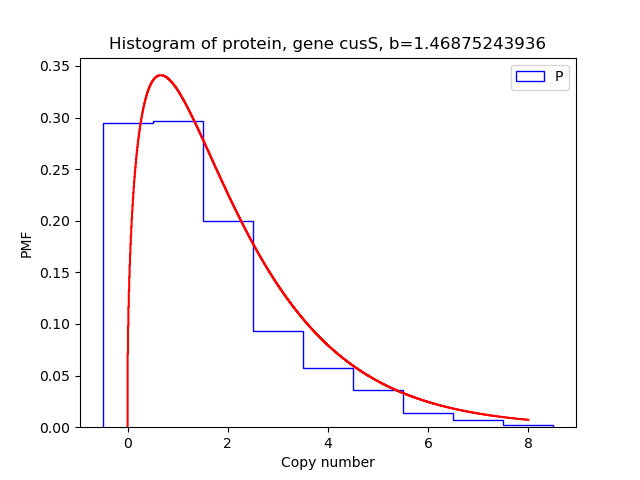 Histogram of protein, gene cusS, b=1.46875243936
P
0.35
0.30
0.25
0.20
0.15
0.10
0.05
0.00
PMF
0 2 4 6 8
Copy number